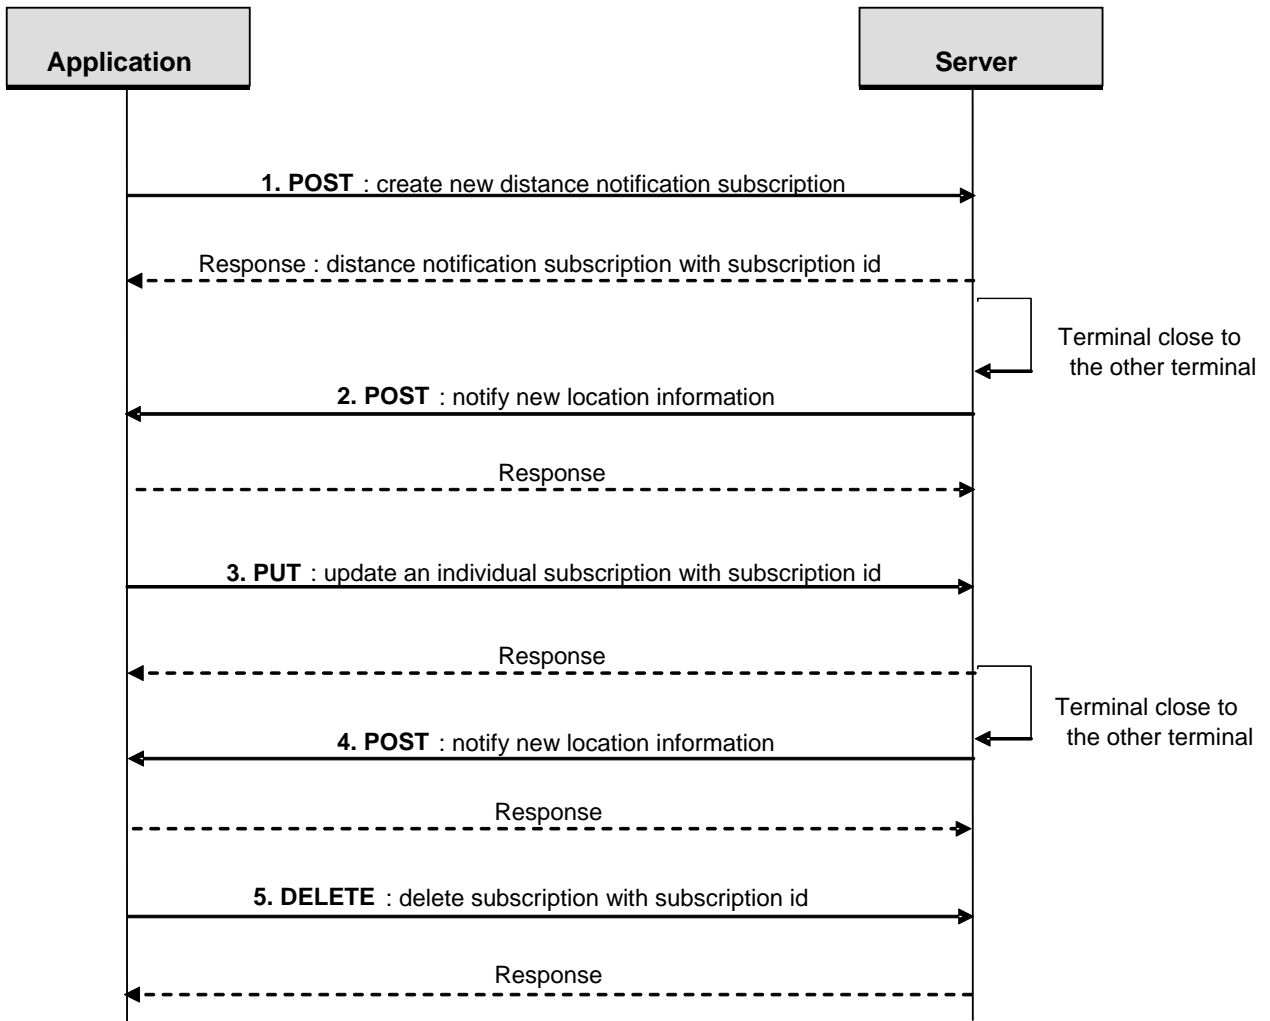 Application
Server
1. POST : create new distance notification subscription
Response : distance notification subscription with subscription id
Terminal close to
the other terminal
2. POST : notify new location information
Response
3. PUT : update an individual subscription with subscription id
Response
Terminal close to
the other terminal
4. POST : notify new location information
Response
5. DELETE : delete subscription with subscription id
Response